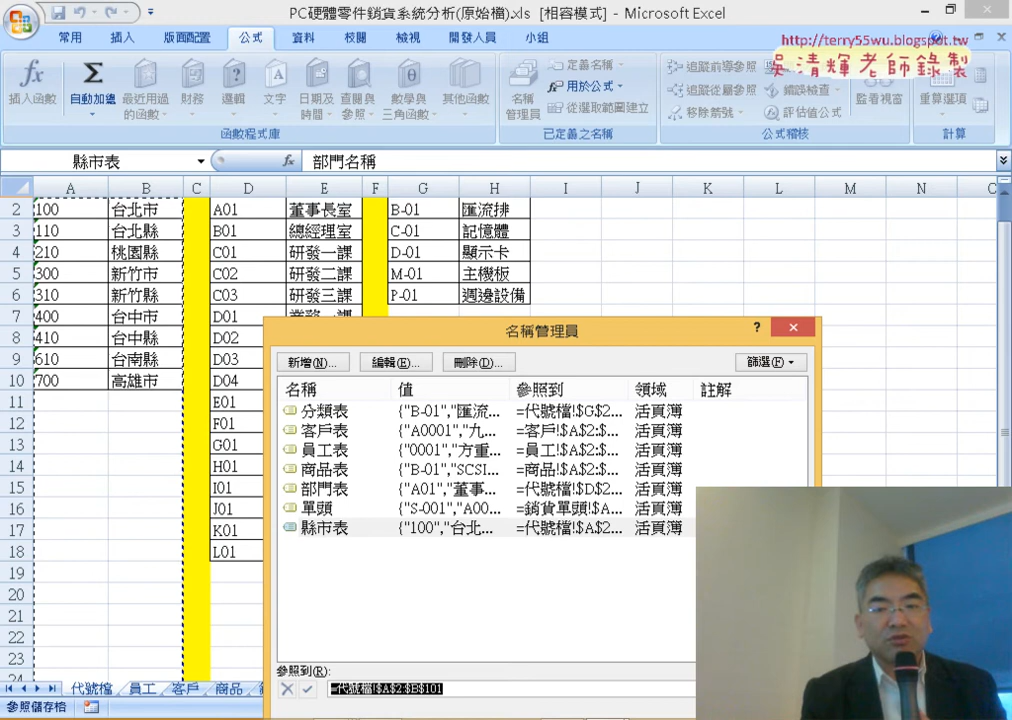 PC硬體零件銷貨系統分析(原始檔).xls [相容模式] - Microsoft Excel
常用 插入 版面配置 公式 資料 校閱 檢視 開發人員 小組
http://terry55wu.blogspot.tw
吳清輝老師錄製
插入函數 自動加總 最近用過的函數 財務 邏輯 文字 日期及時間 查閱與參照 數學與三角函數 其他函數
名稱管理員 定義名稱 用於公式 從選取範圍建立
追蹤前導參照 追蹤從屬參照 移除箭號 錯誤檢查 評估值公式 監看視窗 重算選項
函數程式庫 已定義之名稱 公式稽核 計算
縣市表 fx 部門名稱
A B C D E F G H I J K L M N
2 100 台北市 A01 董事長室 B-01 匯流排
3 110 台北縣 B01 總經理室 C-01 記憶體
4 210 桃園縣 C01 研發一課 D-01 顯示卡
5 300 新竹市 C02 研發二課 M-01 主機板
6 310 新竹縣 C03 研發三課 P-01 週邊設備
7 400 台中市 D01
8 410 台中縣 D02
9 610 台南縣 D03
10 700 高雄市 D04
11 E01
12 F01
13 G01
14 H01
15 I01
16 J01
17 K01
18 L01
19
20
21
22
23
24
名稱管理員 ?
新增(N)... 編輯(E)... 刪除(D)... 篩選(F)
名稱 值 參照到 領域 註解
分類表 {"B-01","匯流... =代號檔!$G$2... 活頁簿
客戶表 {"A0001","九... =客戶!$A$2:$... 活頁簿
員工表 {"0001","方重... =員工!$A$2:$... 活頁簿
商品表 {"B-01","SCSI... =商品!$A$2:$... 活頁簿
部門表 {"A01","董事... =代號檔!$D$2... 活頁簿
單頭 {"S-001","A00... =銷貨單頭!$A... 活頁簿
縣市表 {"100","台北... =代號檔!$A$2... 活頁簿
參照到(R):
=代號檔!$A$2:$B$101
代號檔 員工 客戶 商品
參照儲存格